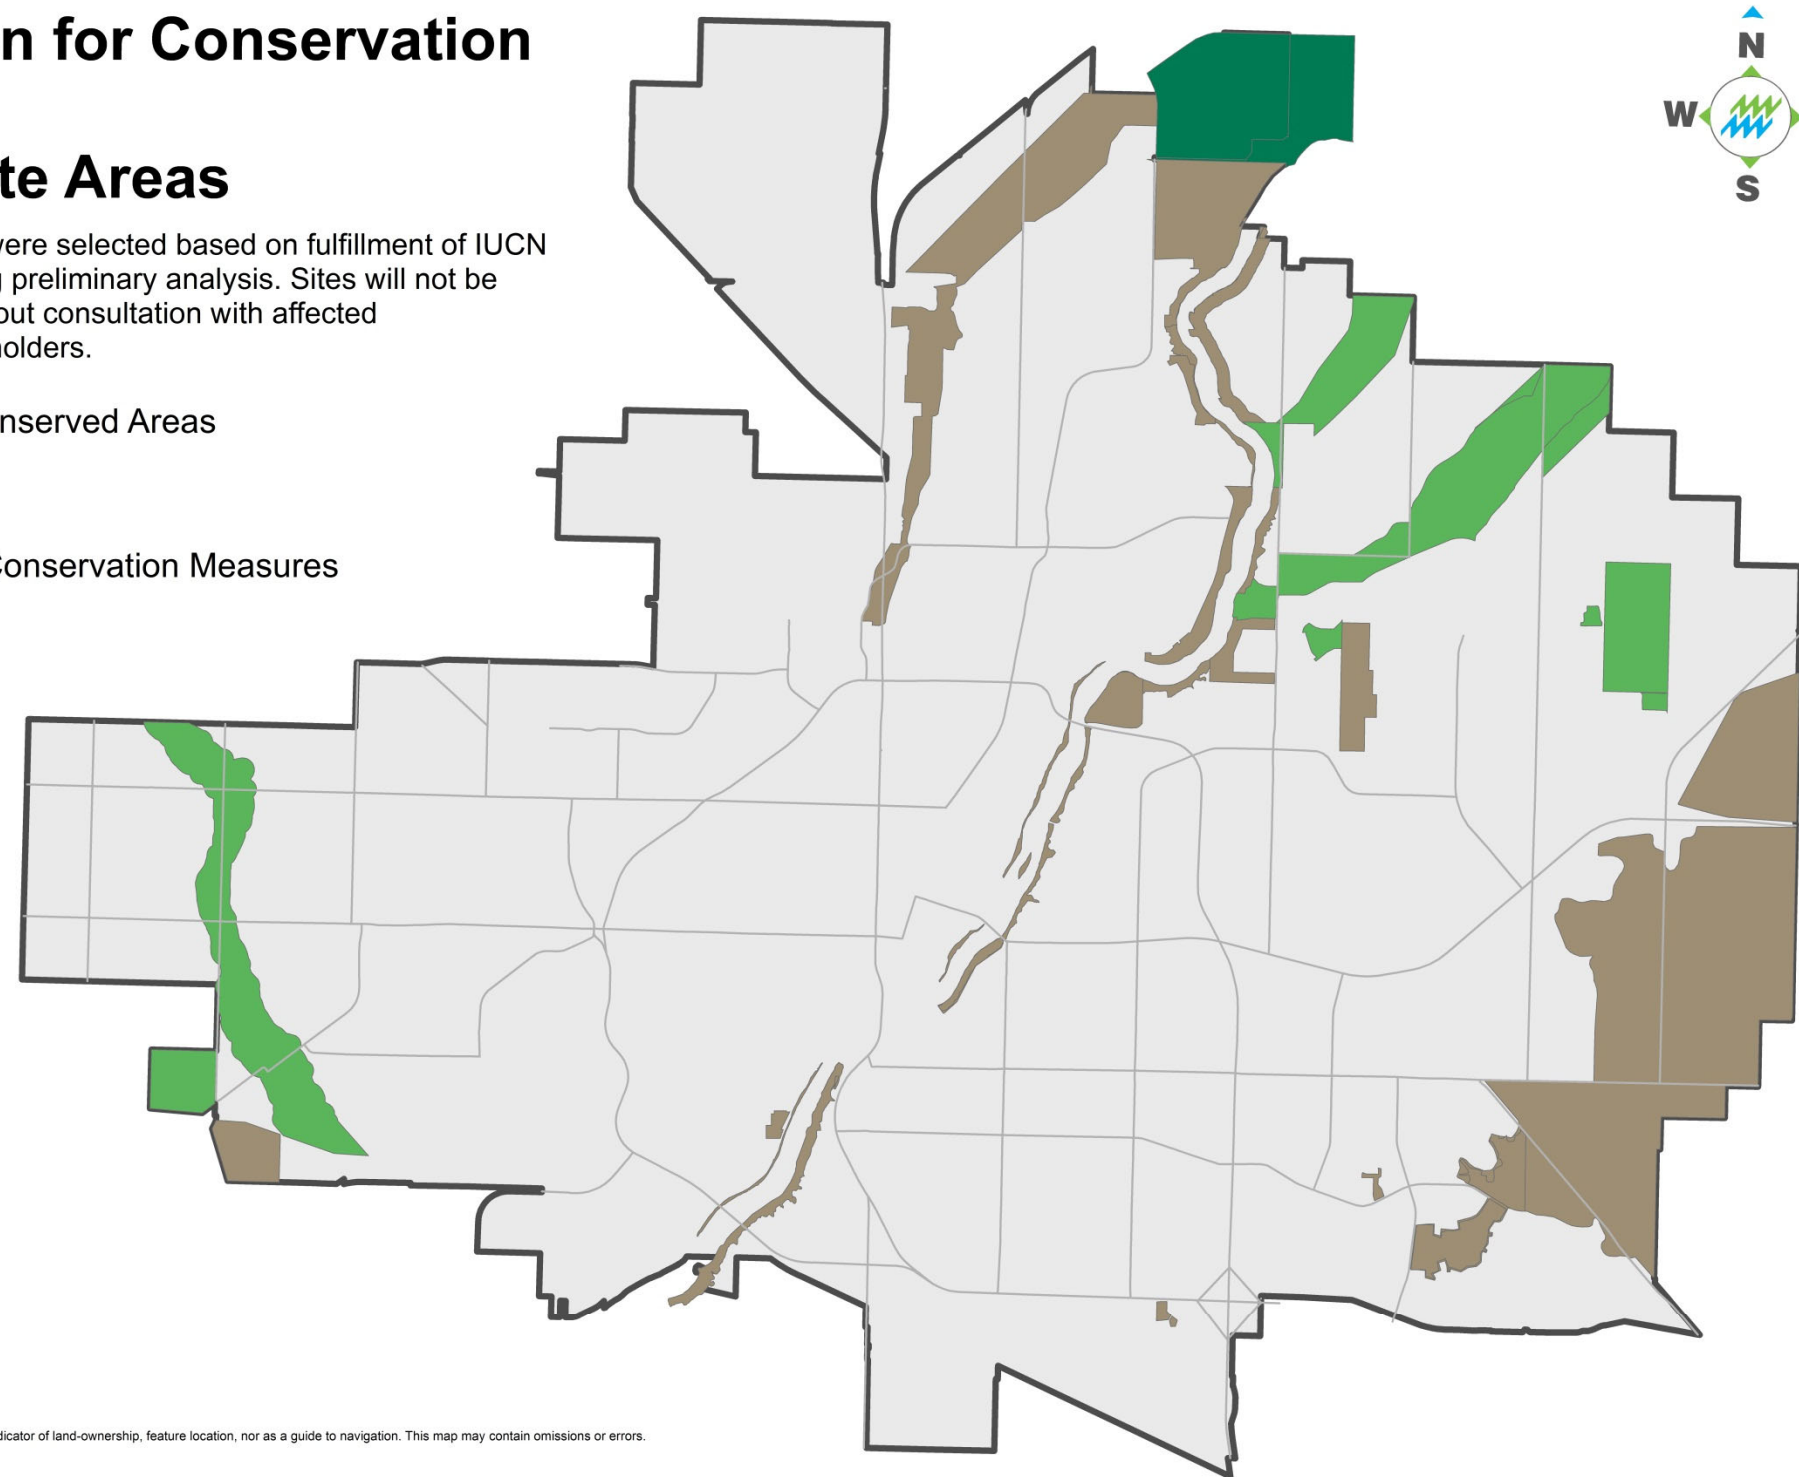 n for Conservation
te Areas
were selected based on fulfillment of IUCN
g preliminary analysis. Sites will not be
out consultation with affected
holders.
nserved Areas
Conservation Measures
N
W
S
dicator of land-ownership, feature location, nor as a guide to navigation. This map may contain omissions or errors.